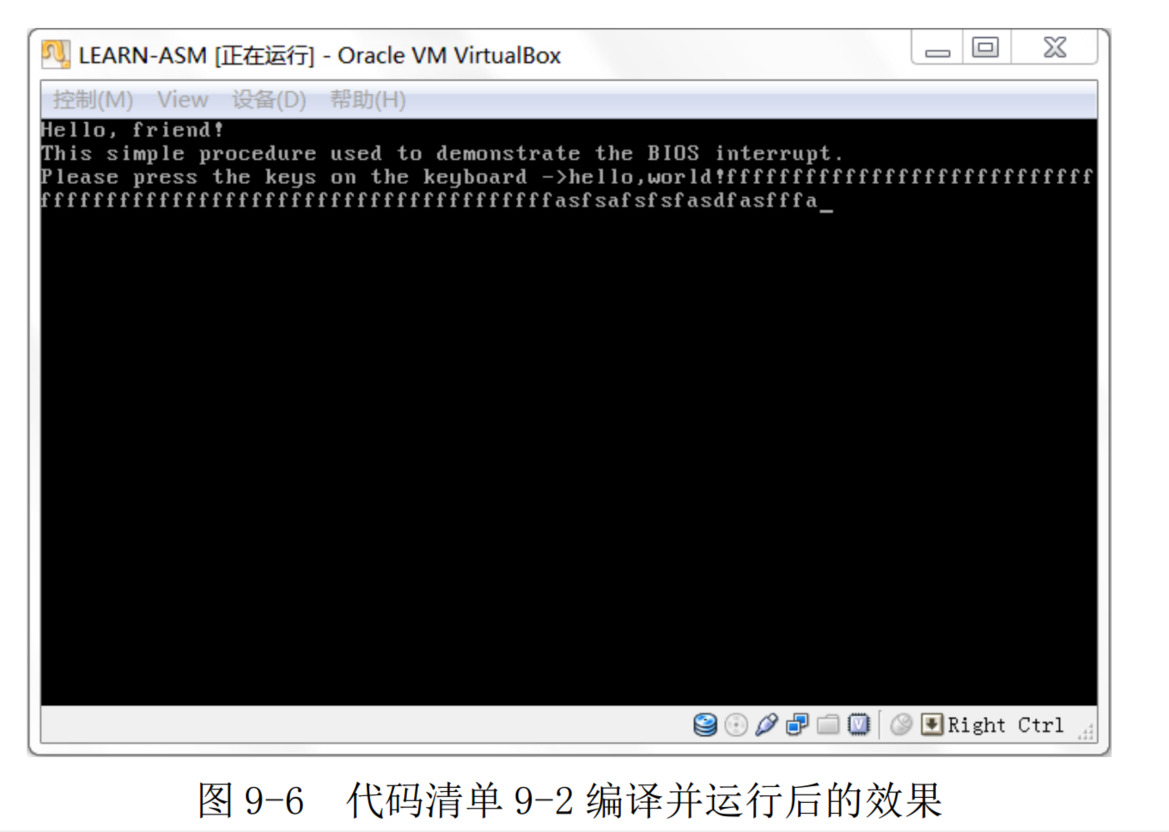 LEARN-ASM [正在运行] - Oracle VM VirtualBox
控制(M) View 设备(D) 帮助(H)
Hello, friend!
This simple procedure used to demonstrate the BIOS interrupt.
Please press the keys on the keyboard ->hello,world!ffffffffffffffffffffffffffff
fffffffffffffffffffffffffffffffffffffffasfsafsfsfasdfasfffa_
Right Ctrl
图 9-6 代码清单 9-2 编译并运行后的效果